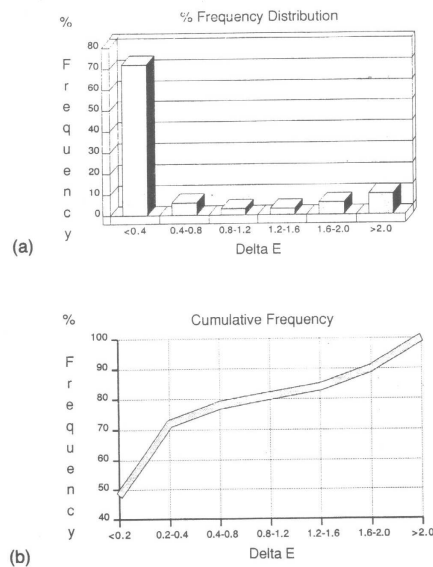 % Frequency Distribution
%
Frequency
80
70
60
50
40
30
20
10
0
<0.4 0.4-0.8 0.8-1.2 1.2-1.6 1.6-2.0 >2.0
Delta E
(a)
Cumulative Frequency
%
Frequency
100
90
80
70
60
50
40
<0.2 0.2-0.4 0.4-0.8 0.8-1.2 1.2-1.6 1.6-2.0 >2.0
Delta E
(b)